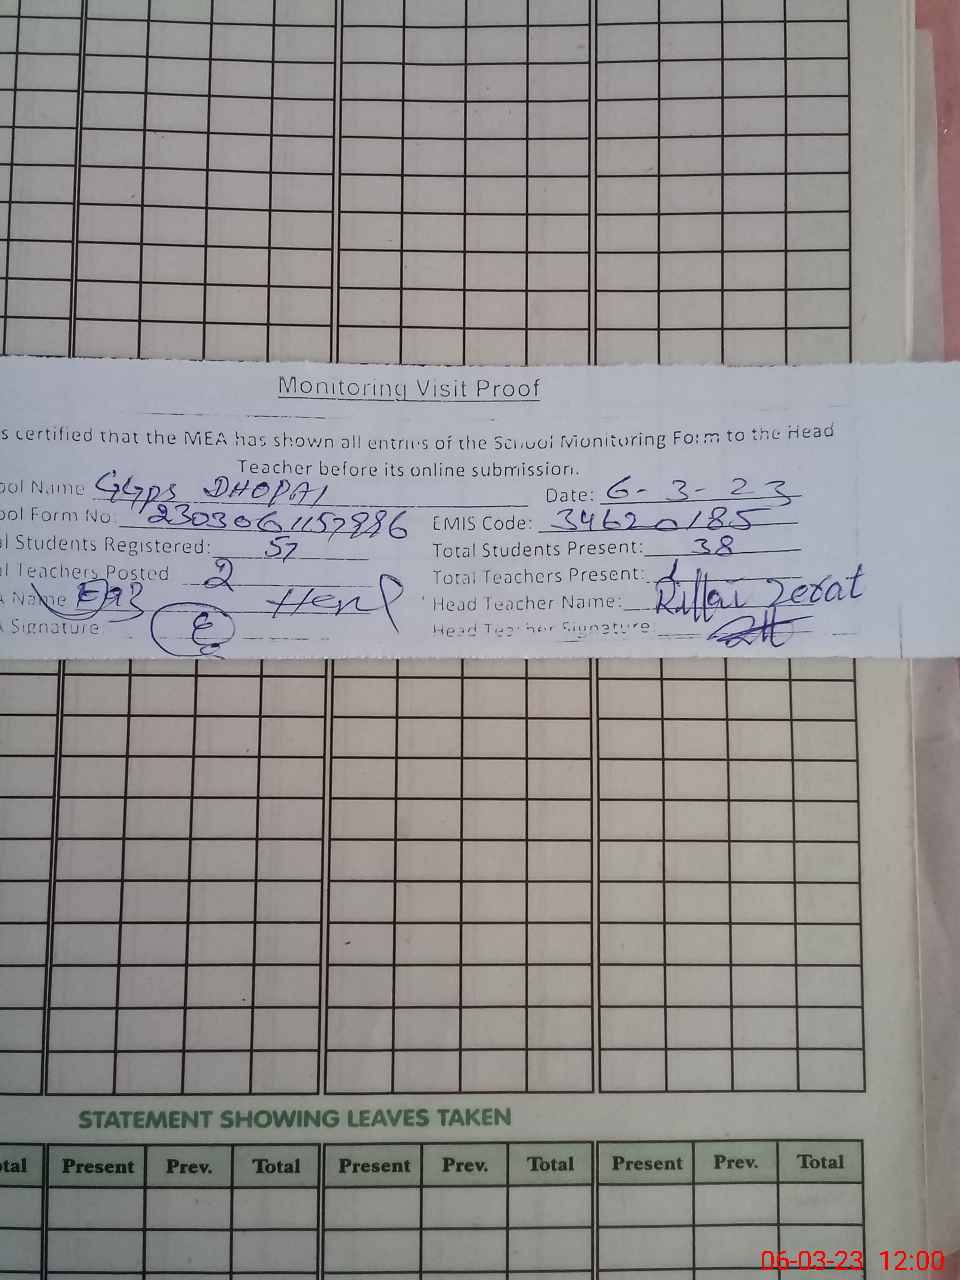 Monitoring Visit Proof
s certified that the MEA has shown all entries of the School Monitoring Form to the Head
Teacher before its online submission.
ool Name GGPS DHOPAI Date: 6-3-23
ool Form No: 2303061157886 EMIS Code: 34620185
l Students Registered: 57 Total Students Present: 38
l Teachers Posted 2 Total Teachers Present: 1
A Name Head Teacher Name:
A Signature Head Teacher Signature:
STATEMENT SHOWING LEAVES TAKEN
otal Present Prev. Total Present Prev. Total Present Prev. Total
06-03-23 12:00